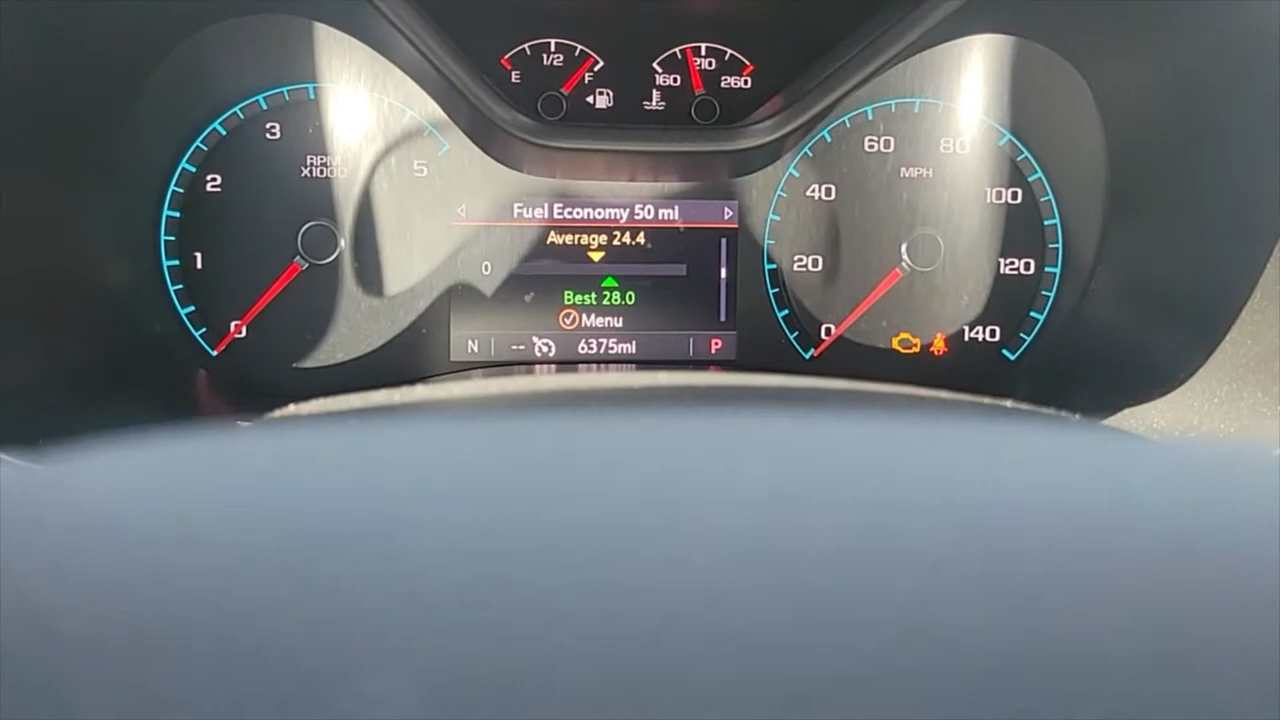 E 1/2 F
160 210 260
0 1 2 3 5
RPM
X1000
Fuel Economy 50 mi
Average 24.4
0
Best 28.0
Menu
N -- 6375mi P
0 20 40 60 80 100 120 140
MPH